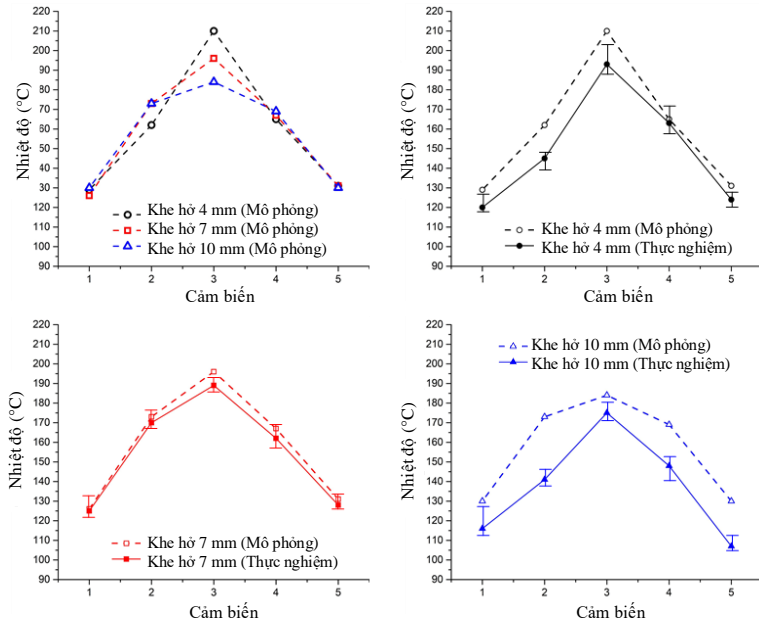 220
210
200
190
180
70
60
50
40
30
120
110
100
90
Nhiệt độ (°C)
Khe hở 4 mm (Mô phỏng)
Khe hở 7 mm (Mô phỏng)
Khe hở 10 mm (Mô phỏng)
1 2 3 4 5
Cảm biến
220
210
200
190
180
170
160
150
140
130
120
110
100
90
Nhiệt độ (°C)
Khe hở 4 mm (Mô phỏng)
Khe hở 4 mm (Thực nghiệm)
1 2 3 4 5
Cảm biến
220
210
200
190
180
170
160
150
140
130
120
110
100
90
Nhiệt độ (°C)
Khe hở 7 mm (Mô phỏng)
Khe hở 7 mm (Thực nghiệm)
1 2 3 4 5
Cảm biến
220
210
200
190
180
170
160
150
140
130
120
110
100
90
Nhiệt độ (°C)
Khe hở 10 mm (Mô phỏng)
Khe hở 10 mm (Thực nghiệm)
1 2 3 4 5
Cảm biến